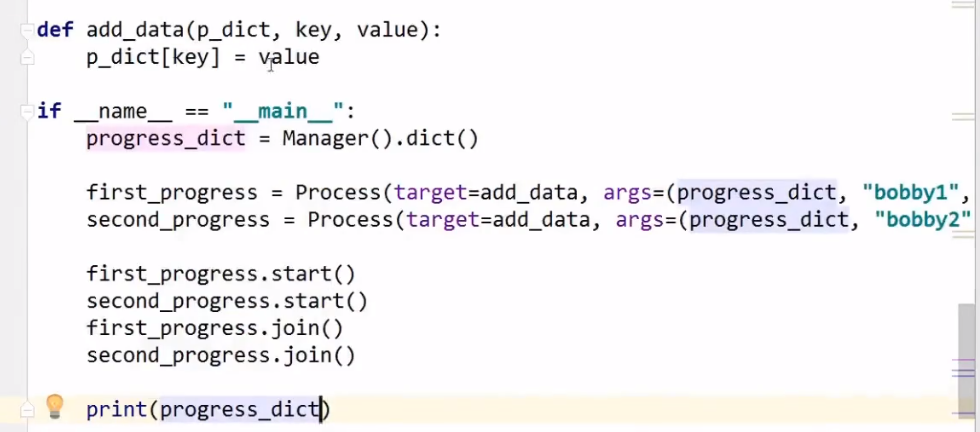 def add_data(p_dict, key, value):
    p_dict[key] = value
if __name__ == "__main__":
    progress_dict = Manager().dict()
    first_progress = Process(target=add_data, args=(progress_dict, "bobby1",
    second_progress = Process(target=add_data, args=(progress_dict, "bobby2"
    first_progress.start()
    second_progress.start()
    first_progress.join()
    second_progress.join()
    print(progress_dict)